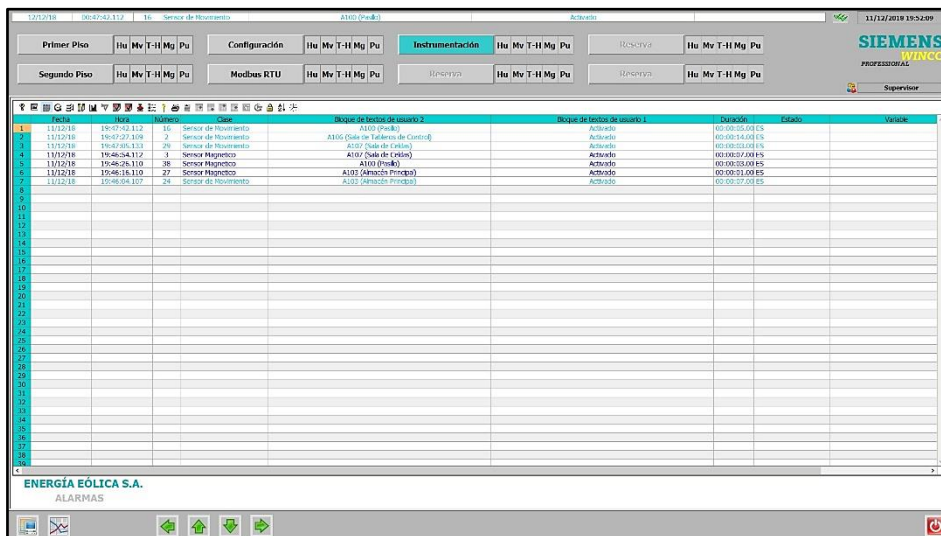 12/12/18 00:47:42.112 16 Sensor de Movimiento A100 (Pasillo) Activado 11/12/2018 19:52:09
Primer Piso Hu Mv T-H Mg Pu Configuración Hu Mv T-H Mg Pu Instrumentación Hu Mv T-H Mg Pu Reserva Hu Mv T-H Mg Pu
SIEMENS
WINCC
PROFESSIONAL
Segundo Piso Hu Mv T-H Mg Pu Modbus RTU Hu Mv T-H Mg Pu Reserva Hu Mv T-H Mg Pu Reserva Hu Mv T-H Mg Pu
Supervisor
Fecha Hora Número Clase Bloque de textos de usuario 2 Bloque de textos de usuario 1 Duración Estado Variable
1 11/12/18 19:47:42.112 16 Sensor de Movimiento A100 (Pasillo) Activado 00:00:05.00 ES
2 11/12/18 19:47:27.109 2 Sensor de Movimiento A106 (Sala de Tableros de Control) Activado 00:00:14.00 ES
3 11/12/18 19:47:05.133 29 Sensor de Movimiento A107 (Sala de Celdas) Activado 00:00:03.00 ES
4 11/12/18 19:46:54.112 3 Sensor Magnetico A107 (Sala de Celdas) Activado 00:00:07.00 ES
5 11/12/18 19:46:26.110 38 Sensor Magnetico A100 (Pasillo) Activado 00:00:03.00 ES
6 11/12/18 19:46:16.110 27 Sensor Magnetico A103 (Almacén Principal) Activado 00:00:01.00 ES
7 11/12/18 19:46:04.107 24 Sensor de Movimiento A103 (Almacén Principal) Activado 00:00:07.00 ES
8
9
10
11
12
13
14
15
16
17
18
19
20
21
22
23
24
25
26
27
28
29
30
31
32
33
34
35
36
37
38
39
ENERGÍA EÓLICA S.A.
ALARMAS